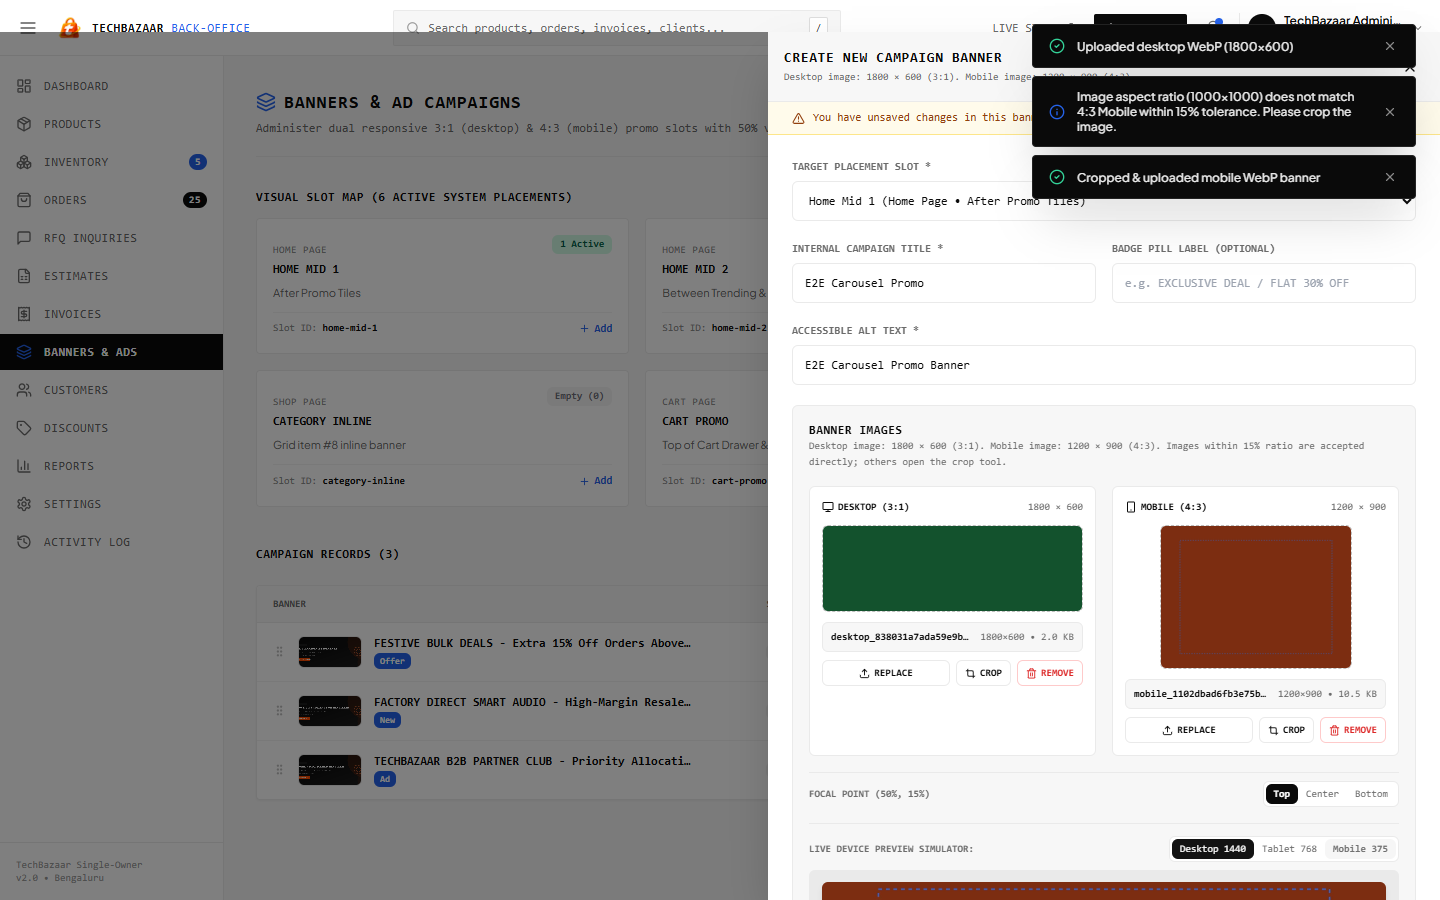 TECHBAZAAR BACK-OFFICE
Search products, orders, invoices, clients...
/
LIVE S
TechBazaar Admini...
DASHBOARD
PRODUCTS
INVENTORY 5
ORDERS 25
RFQ INQUIRIES
ESTIMATES
INVOICES
BANNERS & ADS
CUSTOMERS
DISCOUNTS
REPORTS
SETTINGS
ACTIVITY LOG
TechBazaar Single-Owner
v2.0 • Bengaluru
BANNERS & AD CAMPAIGNS
Administer dual responsive 3:1 (desktop) & 4:3 (mobile) promo slots with 50% v
VISUAL SLOT MAP (6 ACTIVE SYSTEM PLACEMENTS)
HOME PAGE
1 Active
HOME MID 1
After Promo Tiles
Slot ID: home-mid-1
+ Add
HOME PAGE
HOME MID 2
Between Trending &
Slot ID: home-mid-2
SHOP PAGE
Empty (0)
CATEGORY INLINE
Grid item #8 inline banner
Slot ID: category-inline
+ Add
CART PAGE
CART PROMO
Top of Cart Drawer &
Slot ID: cart-promo
CAMPAIGN RECORDS (3)
BANNER
FESTIVE BULK DEALS - Extra 15% Off Orders Above…
Offer
FACTORY DIRECT SMART AUDIO - High-Margin Resale…
New
TECHBAZAAR B2B PARTNER CLUB - Priority Allocati…
Ad
CREATE NEW CAMPAIGN BANNER
Desktop image: 1800 × 600 (3:1). Mobile image: 1200 × 900 (4:3).
You have unsaved changes in this ban
Uploaded desktop WebP (1800×600)
Image aspect ratio (1000×1000) does not match
4:3 Mobile within 15% tolerance. Please crop the
image.
Cropped & uploaded mobile WebP banner
TARGET PLACEMENT SLOT *
Home Mid 1 (Home Page • After Promo Tiles)
INTERNAL CAMPAIGN TITLE *
E2E Carousel Promo
BADGE PILL LABEL (OPTIONAL)
e.g. EXCLUSIVE DEAL / FLAT 30% OFF
ACCESSIBLE ALT TEXT *
E2E Carousel Promo Banner
BANNER IMAGES
Desktop image: 1800 × 600 (3:1). Mobile image: 1200 × 900 (4:3). Images within 15% ratio are accepted
directly; others open the crop tool.
DESKTOP (3:1) 1800 × 600
desktop_838031a7ada59e9b… 1800×600 • 2.0 KB
REPLACE CROP REMOVE
MOBILE (4:3) 1200 × 900
mobile_1102dbad6fb3e75b… 1200×900 • 10.5 KB
REPLACE CROP REMOVE
FOCAL POINT (50%, 15%)
Top Center Bottom
LIVE DEVICE PREVIEW SIMULATOR:
Desktop 1440 Tablet 768 Mobile 375